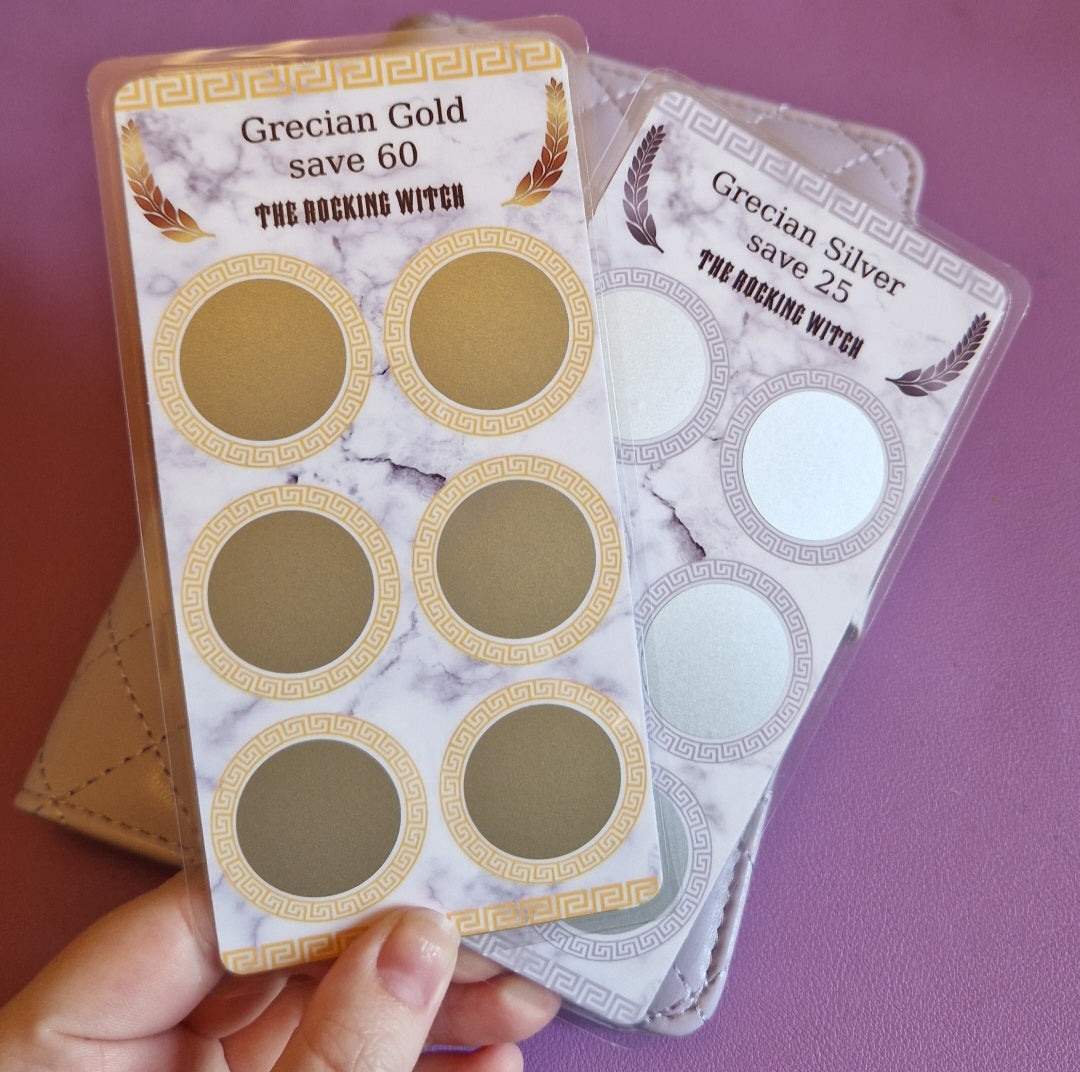 Grecian Gold
save 60
THE ROCKING WITCH
Grecian Silver
save 25
THE ROCKING WITCH